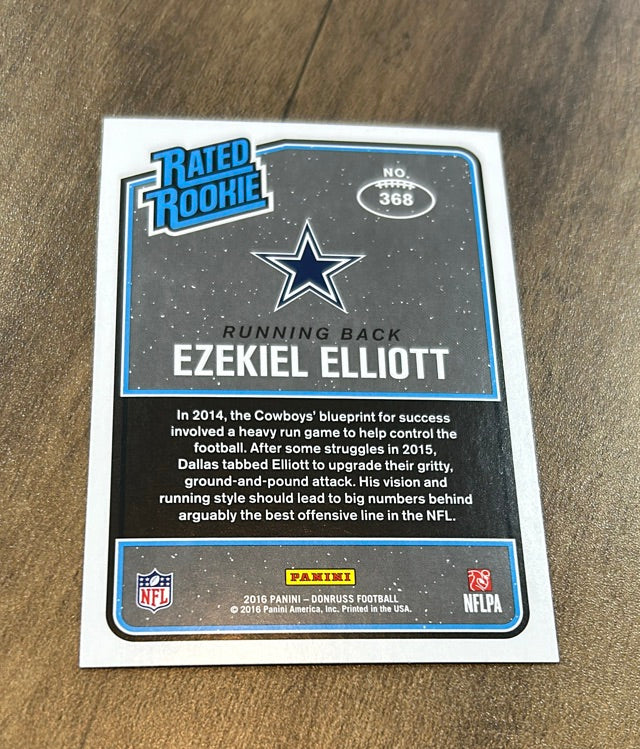 RATED
ROOKIE
NO.
368
RUNNING BACK
EZEKIEL ELLIOTT
In 2014, the Cowboys' blueprint for success
involved a heavy run game to help control the
football. After some struggles in 2015,
Dallas tabbed Elliott to upgrade their gritty,
ground-and-pound attack. His vision and
running style should lead to big numbers behind
arguably the best offensive line in the NFL.
NFL
PANINI
2016 PANINI – DONRUSS FOOTBALL
© 2016 Panini America, Inc. Printed in the USA.
NFLPA